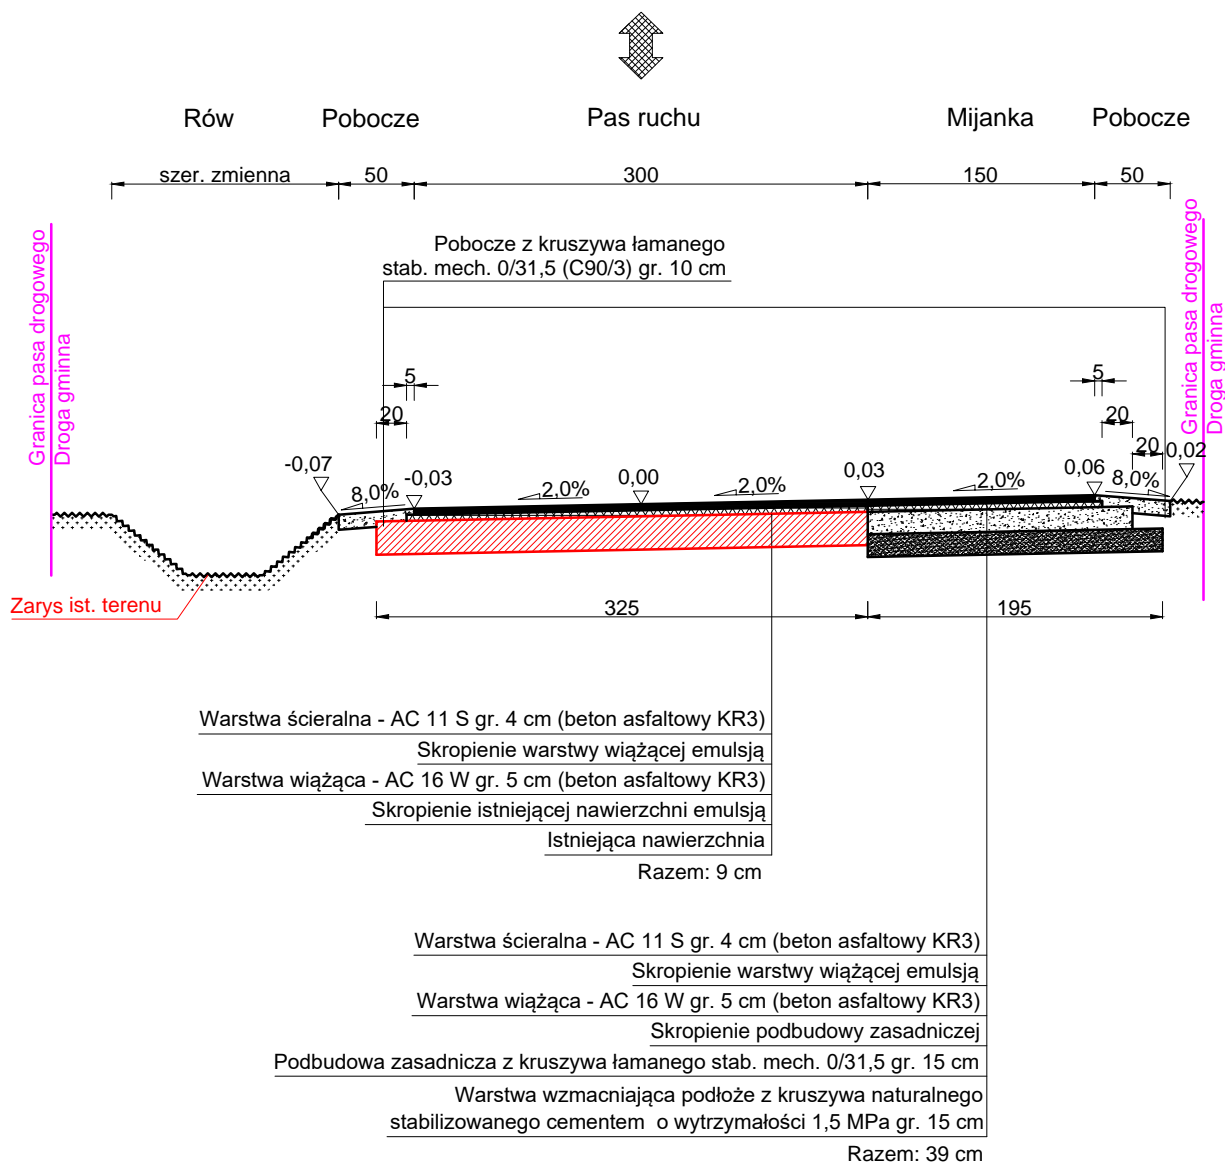 Rów Pobocze Pas ruchu Mijanka Pobocze
szer. zmienna 50 300 150 50
Granica pasa drogowego
Droga gminna
Pobocze z kruszywa łamanego
stab. mech. 0/31,5 (C90/3) gr. 10 cm
Granica pasa drogowego
Droga gminna
5 5
20 20 20
-0,07 8,0% -0,03 2,0% 0,00 2,0% 0,03 2,0% 0,06 8,0% 0,02
Zarys ist. terenu
325 195
Warstwa ścieralna - AC 11 S gr. 4 cm (beton asfaltowy KR3)
Skropienie warstwy wiążącej emulsją
Warstwa wiążąca - AC 16 W gr. 5 cm (beton asfaltowy KR3)
Skropienie istniejącej nawierzchni emulsją
Istniejąca nawierzchnia
Razem: 9 cm
Warstwa ścieralna - AC 11 S gr. 4 cm (beton asfaltowy KR3)
Skropienie warstwy wiążącej emulsją
Warstwa wiążąca - AC 16 W gr. 5 cm (beton asfaltowy KR3)
Skropienie podbudowy zasadniczej
Podbudowa zasadnicza z kruszywa łamanego stab. mech. 0/31,5 gr. 15 cm
Warstwa wzmacniająca podłoże z kruszywa naturalnego
stabilizowanego cementem o wytrzymałości 1,5 MPa gr. 15 cm
Razem: 39 cm